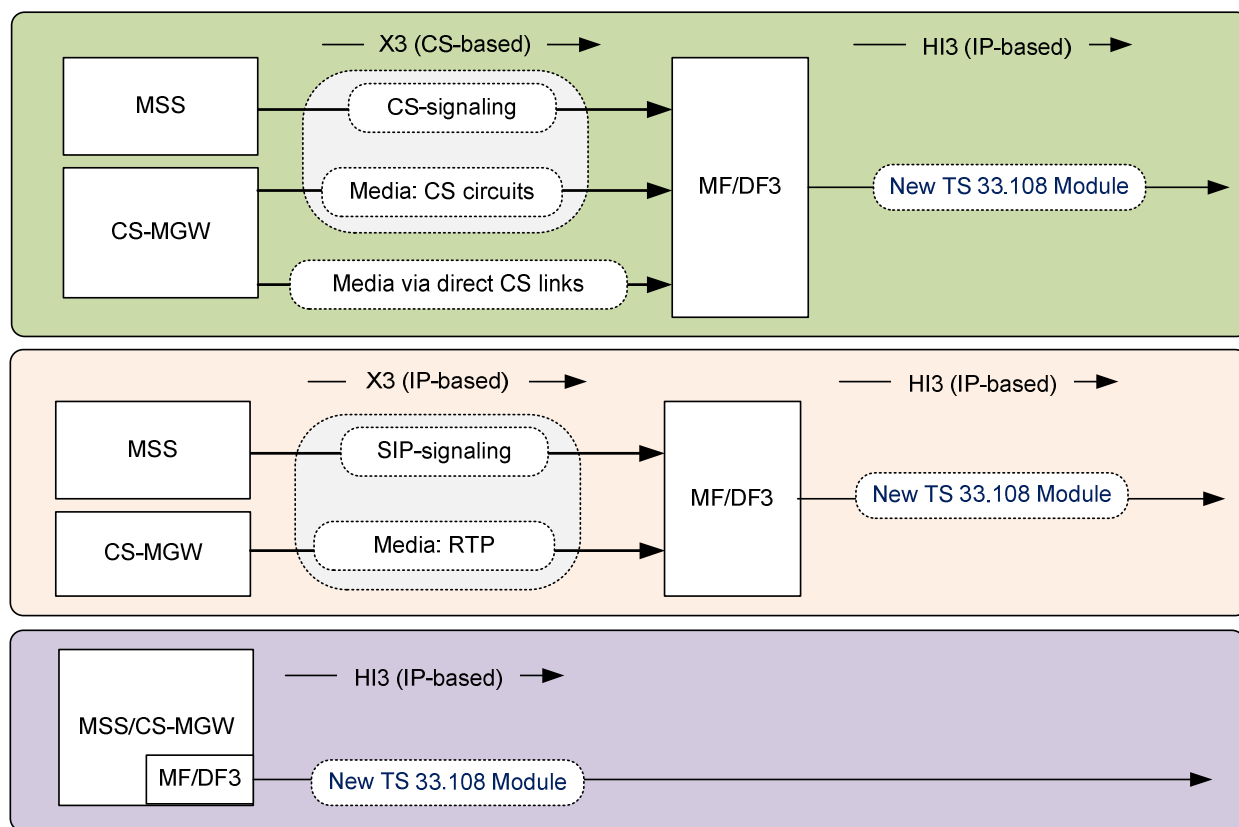 X3 (CS-based)
HI3 (IP-based)
MSS
CS-signaling
Media: CS circuits
MF/DF3
New TS 33.108 Module
CS-MGW
Media via direct CS links
X3 (IP-based)
HI3 (IP-based)
MSS
SIP-signaling
MF/DF3
New TS 33.108 Module
CS-MGW
Media: RTP
HI3 (IP-based)
MSS/CS-MGW
MF/DF3
New TS 33.108 Module